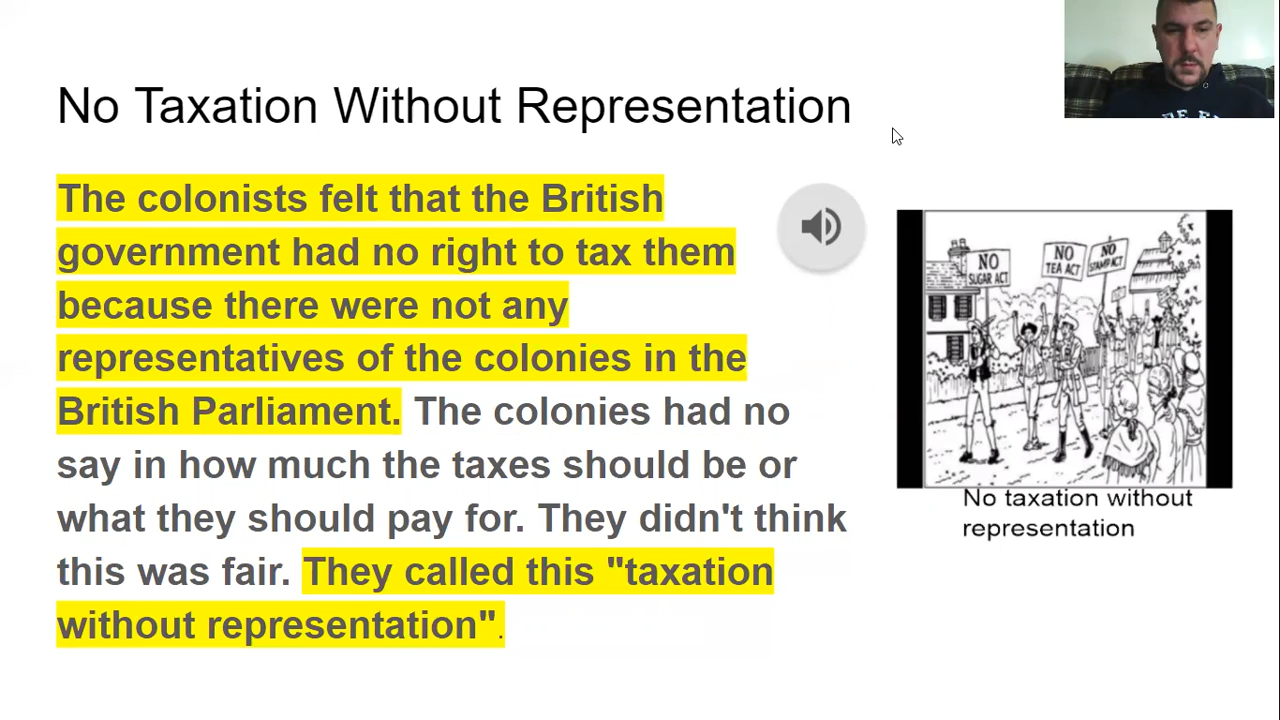 No Taxation Without Representation
The colonists felt that the British
government had no right to tax them
because there were not any
representatives of the colonies in the
British Parliament. The colonies had no
say in how much the taxes should be or
what they should pay for. They didn't think
this was fair. They called this "taxation
without representation".
NO
SUGAR ACT
NO
TEA ACT
NO
STAMP ACT
No taxation without
representation